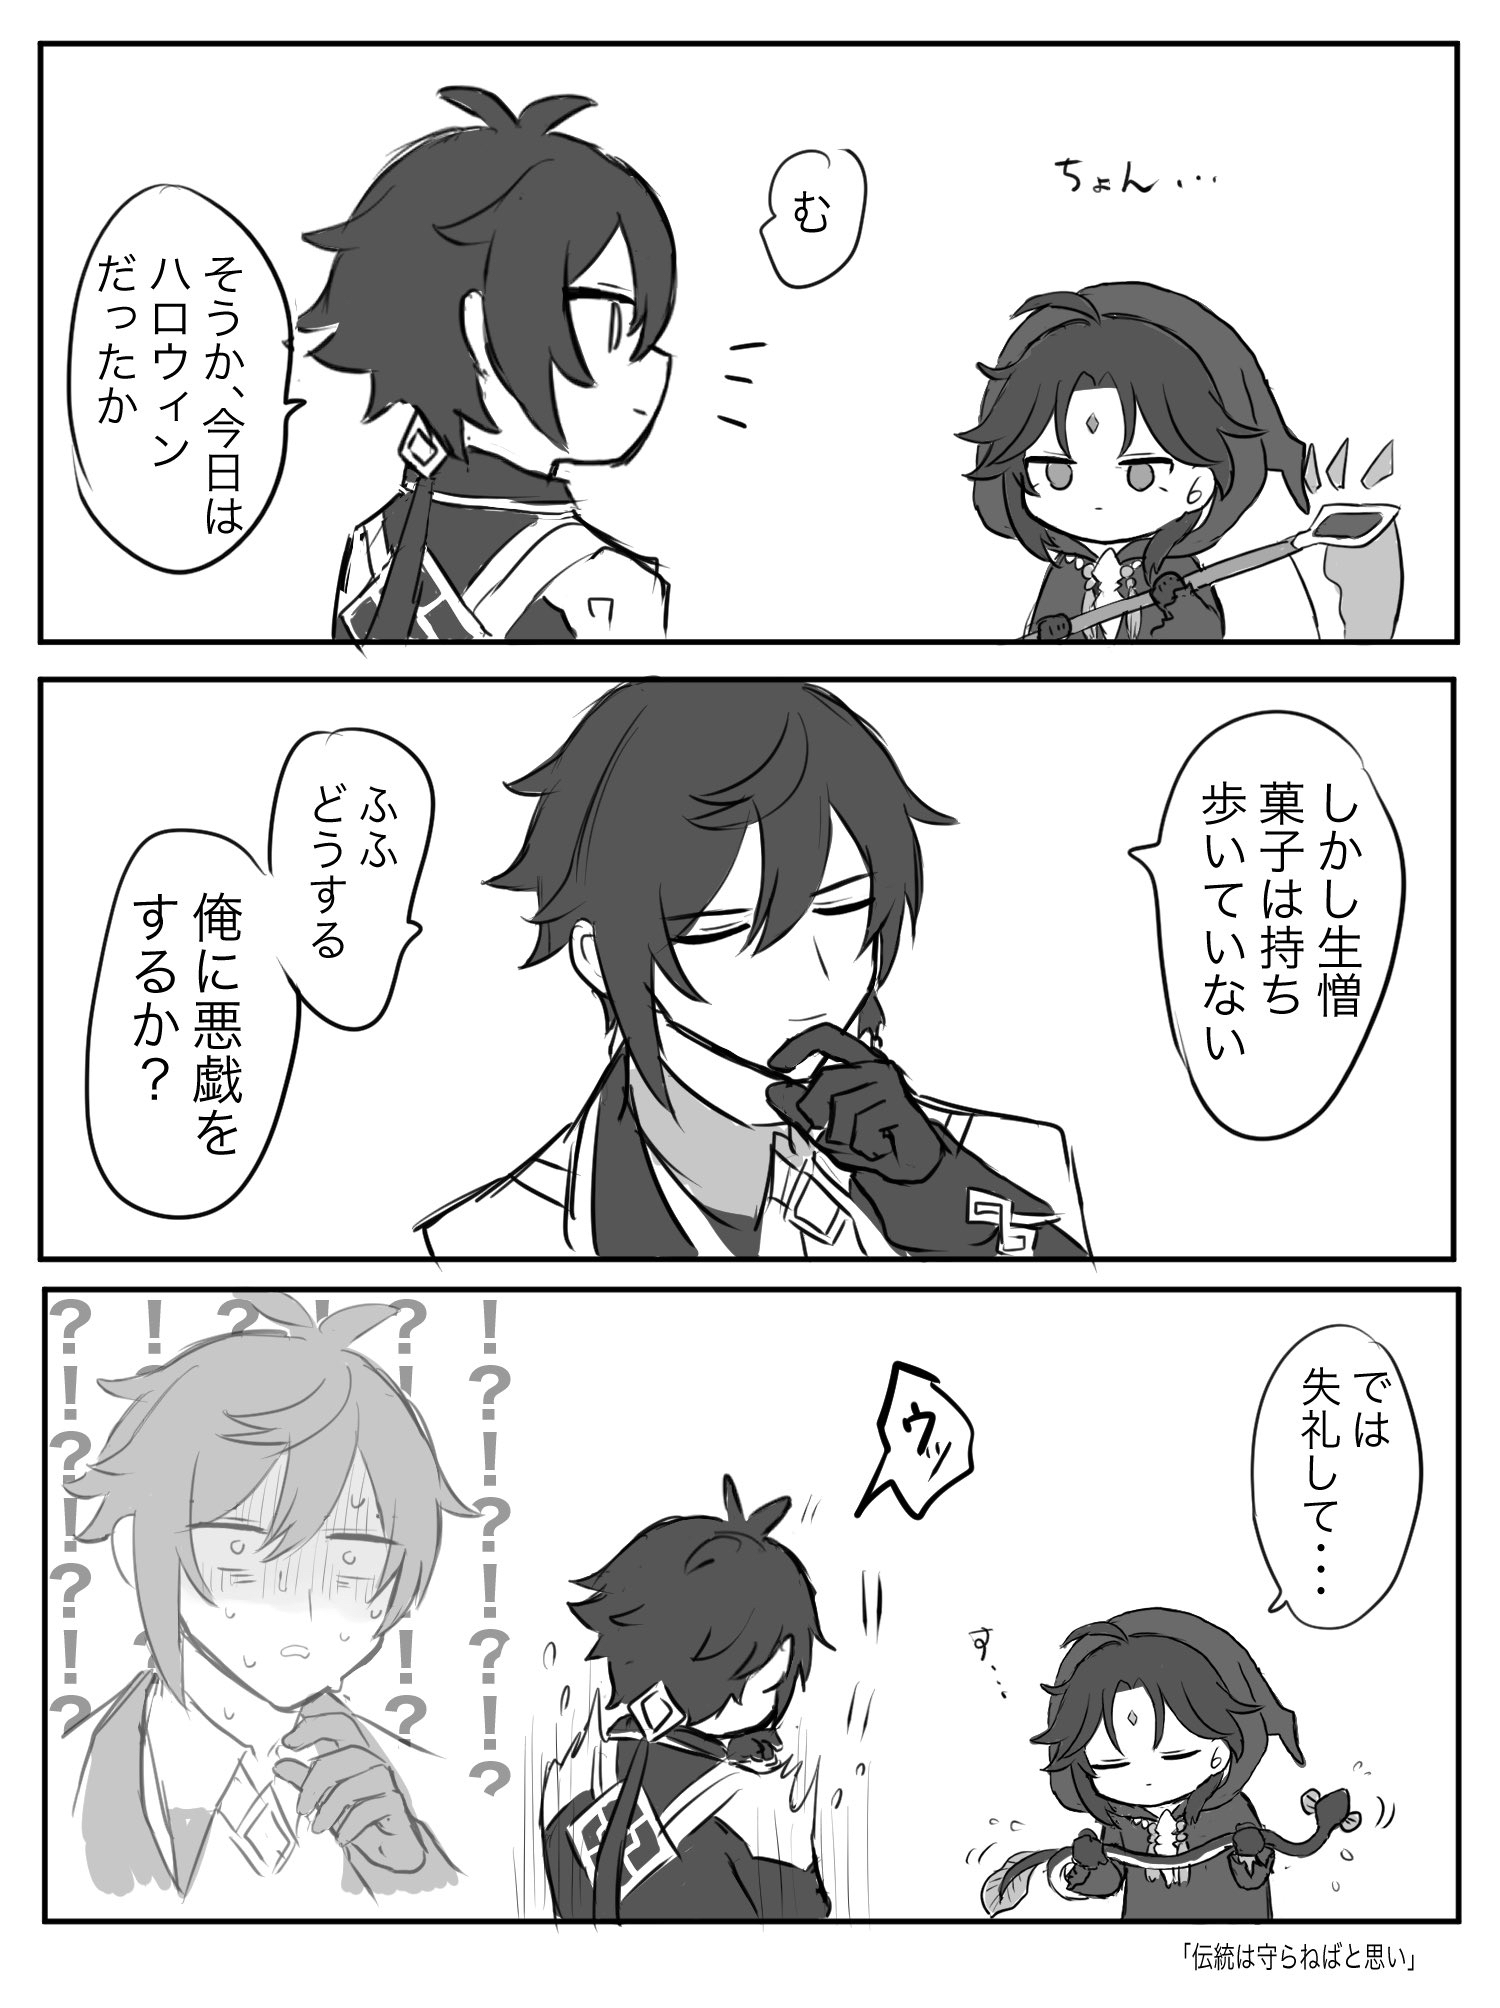 ちょん…
む
そうか、今日は
ハロウィン
だったか
しかし生憎
菓子は持ち
歩いていない
ふふ
どうする
俺に悪戯を
するか?
では
失礼して・・・
す…
ウッ
!?!?!?!?
?!?!?!?
「伝統は守らねばと思い」